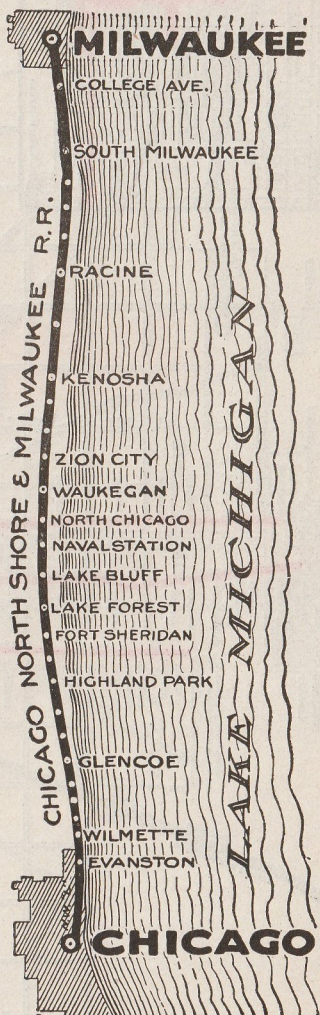 MILWAUKEE
COLLEGE AVE.
SOUTH MILWAUKEE
RACINE
KENOSHA
ZION CITY
WAUKEGAN
NORTH CHICAGO
NAVAL STATION
LAKE BLUFF
LAKE FOREST
FORT SHERIDAN
HIGHLAND PARK
GLENCOE
WILMETTE
EVANSTON
CHICAGO
CHICAGO NORTH SHORE & MILWAUKEE R.R.
LAKE MICHIGAN